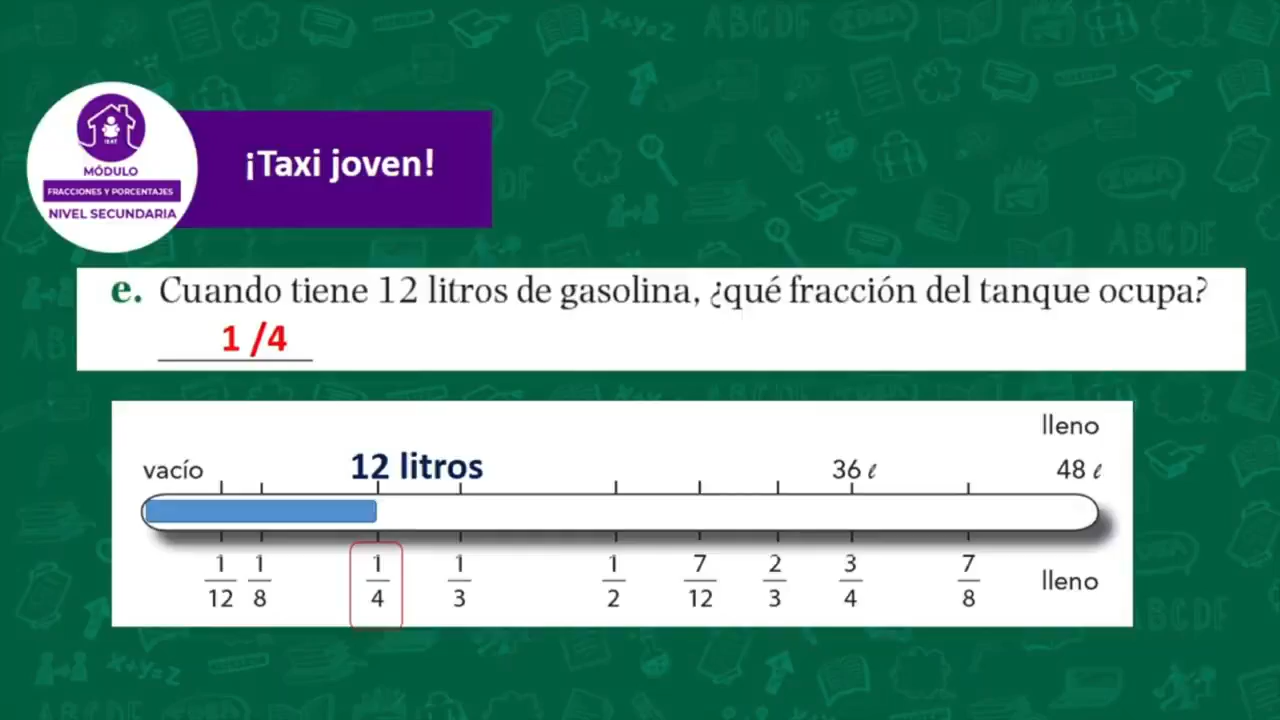 MÓDULO
FRACCIONES Y PORCENTAJES
NIVEL SECUNDARIA
¡Taxi joven!
e. Cuando tiene 12 litros de gasolina, ¿qué fracción del tanque ocupa?
1 /4
lleno
vacío 12 litros 36 ℓ 48 ℓ
1/12 1/8 1/4 1/3 1/2 7/12 2/3 3/4 7/8 lleno